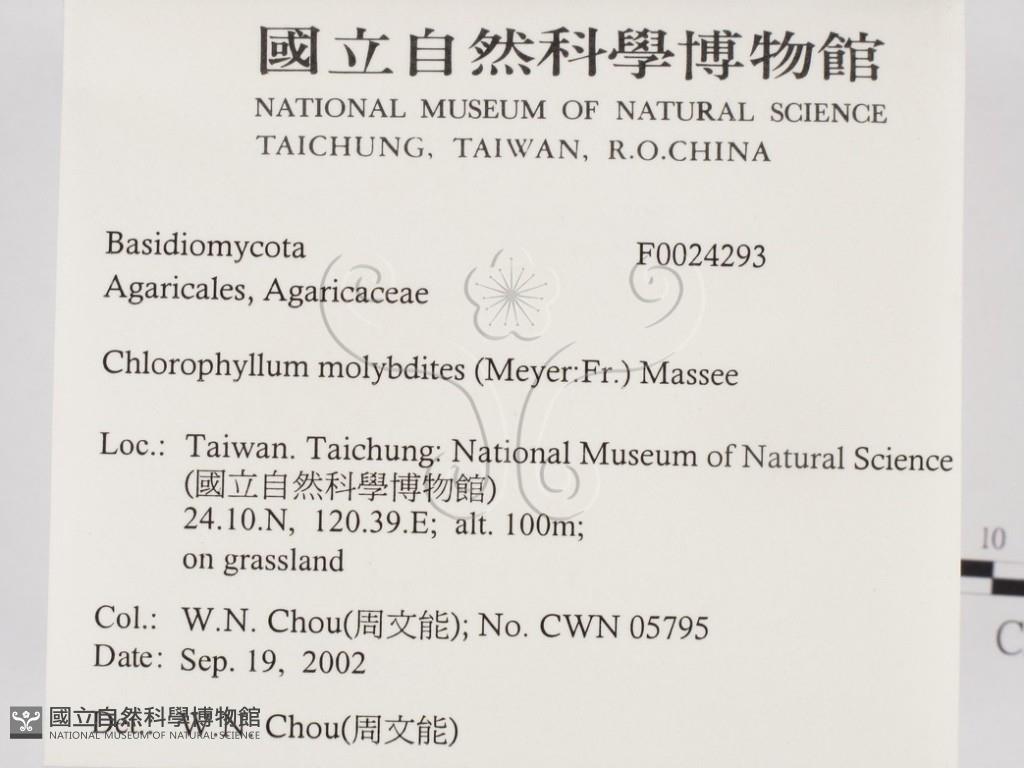 國立自然科學博物館
NATIONAL MUSEUM OF NATURAL SCIENCE
TAICHUNG, TAIWAN, R.O.CHINA
Basidiomycota F0024293
Agaricales, Agaricaceae
Chlorophyllum molybdites (Meyer:Fr.) Massee
Loc.: Taiwan. Taichung: National Museum of Natural Science
(國立自然科學博物館)
24.10.N, 120.39.E; alt. 100m;
on grassland
10
Col.: W.N. Chou(周文能); No. CWN 05795
C
Date: Sep. 19, 2002
Det.: W.N. Chou(周文能)
國立自然科學博物館
NATIONAL MUSEUM OF NATURAL SCIENCE